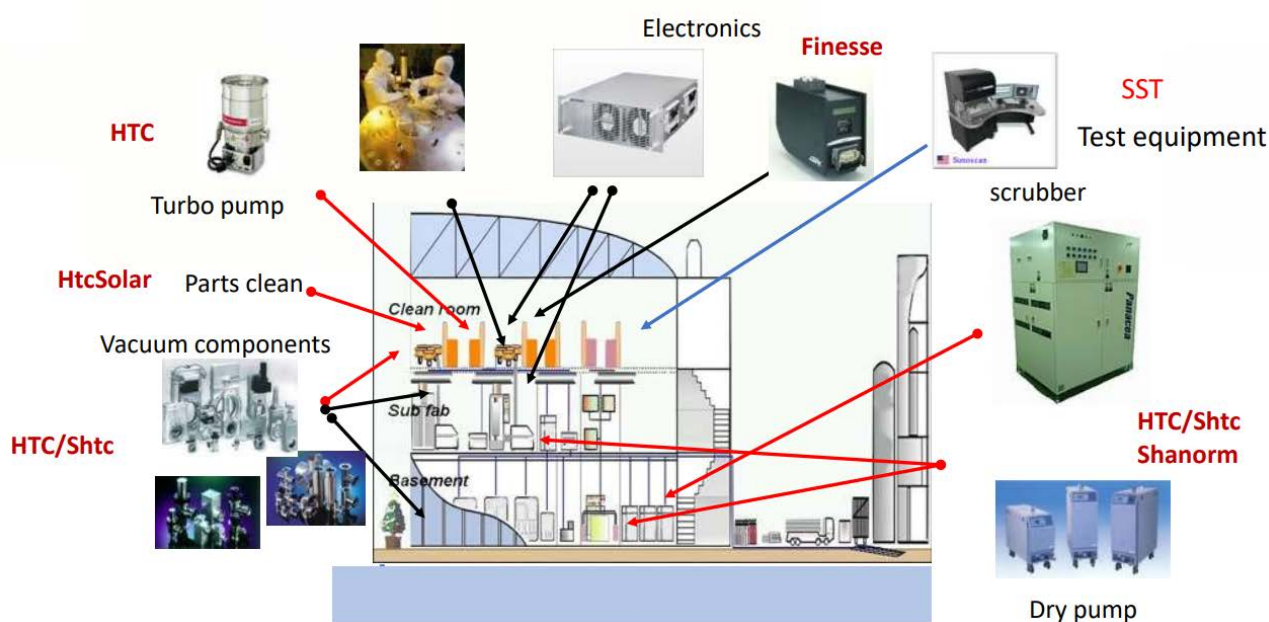 Electronics
Finesse
SST
Test equipment
HTC
Turbo pump
scrubber
HtcSolar
Parts clean
Clean room
Vacuum components
Panacea
Sub fab
HTC/Shtc
HTC/Shtc
Shanorm
Basement
Dry pump